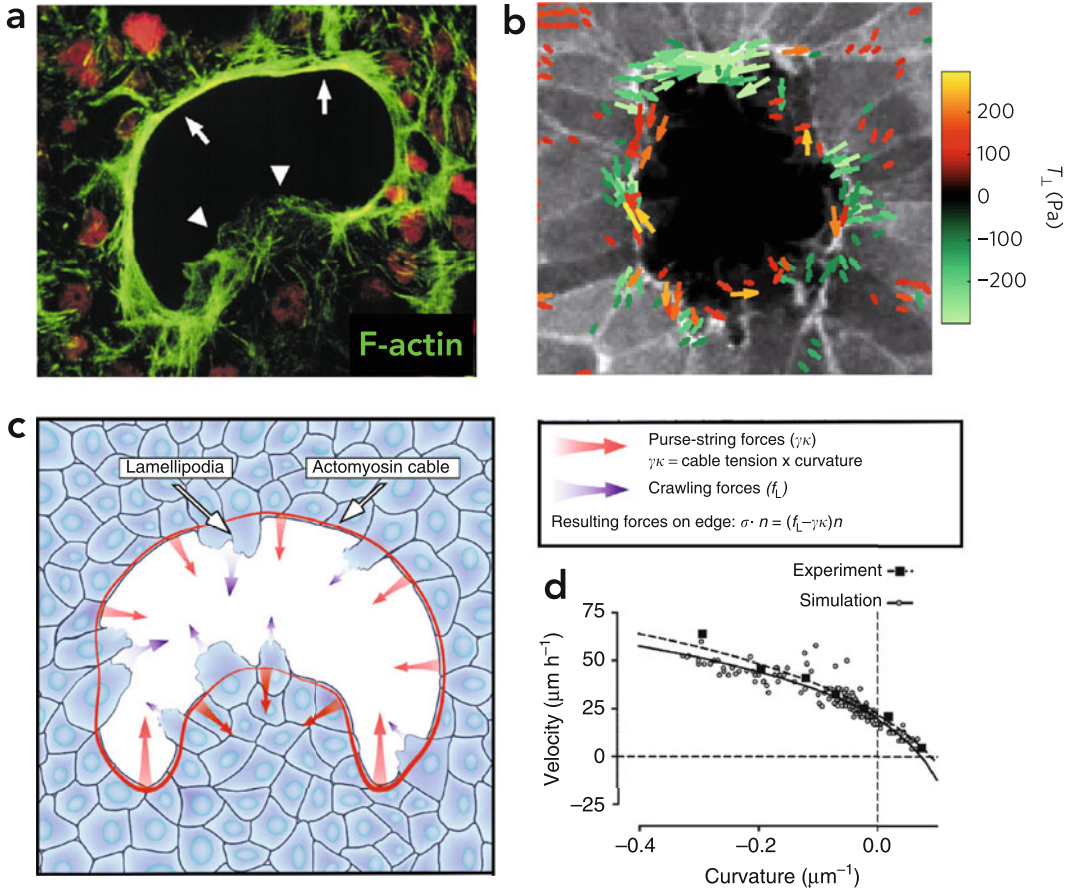 a
F-actin
b
200
100
0
−100
−200
T⊥ (Pa)
c
Lamellipodia
Actomyosin cable
Purse-string forces (γκ)
γκ = cable tension x curvature
Crawling forces (fL)
Resulting forces on edge: σ· n = (fL–γκ)n
d
Experiment
Simulation
75
50
25
0
−25
Velocity (μm h⁻¹)
−0.4
−0.2
0.0
Curvature (μm⁻¹)